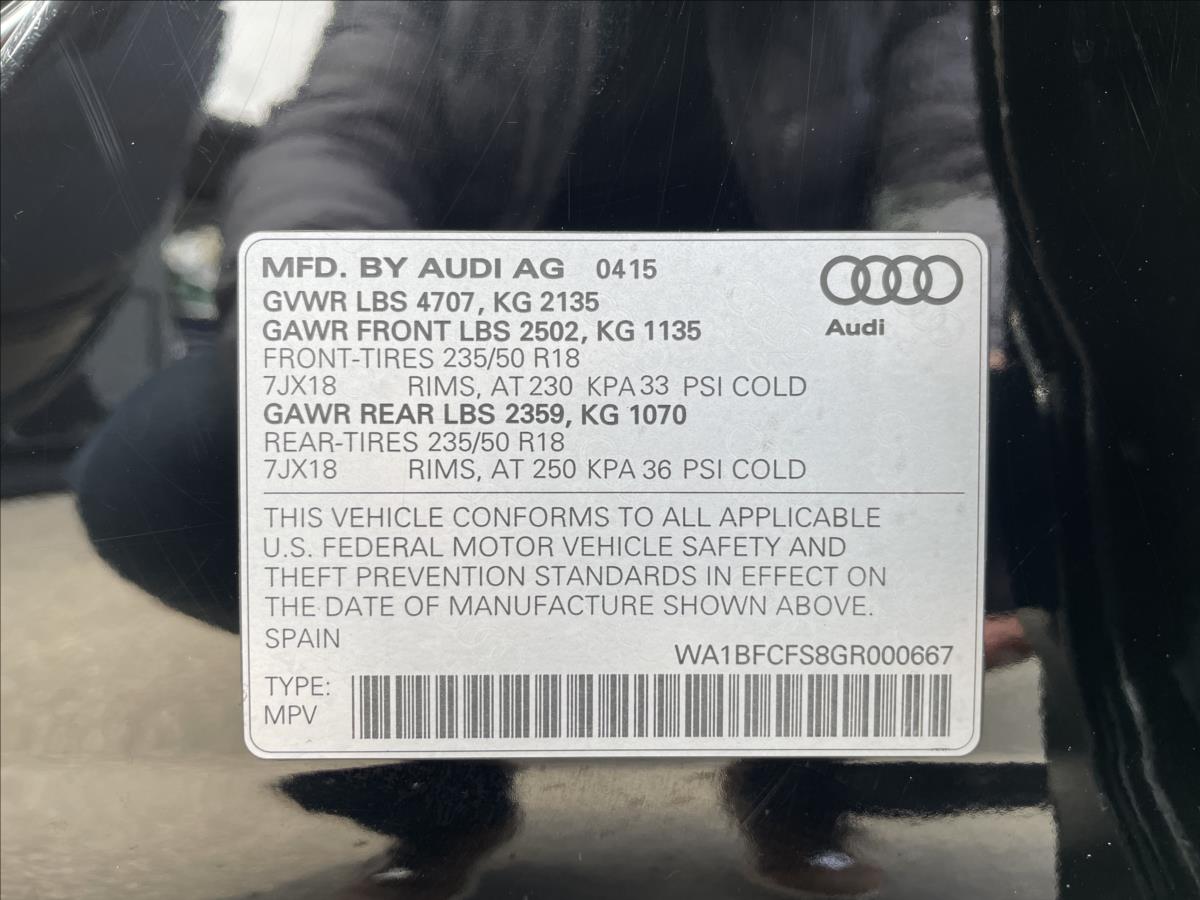 MFD. BY AUDI AG 0415
GVWR LBS 4707, KG 2135
GAWR FRONT LBS 2502, KG 1135
FRONT-TIRES 235/50 R18
7JX18 RIMS, AT 230 KPA 33 PSI COLD
GAWR REAR LBS 2359, KG 1070
REAR-TIRES 235/50 R18
7JX18 RIMS, AT 250 KPA 36 PSI COLD
Audi
THIS VEHICLE CONFORMS TO ALL APPLICABLE
U.S. FEDERAL MOTOR VEHICLE SAFETY AND
THEFT PREVENTION STANDARDS IN EFFECT ON
THE DATE OF MANUFACTURE SHOWN ABOVE.
SPAIN
WA1BFCFS8GR000667
TYPE:
MPV